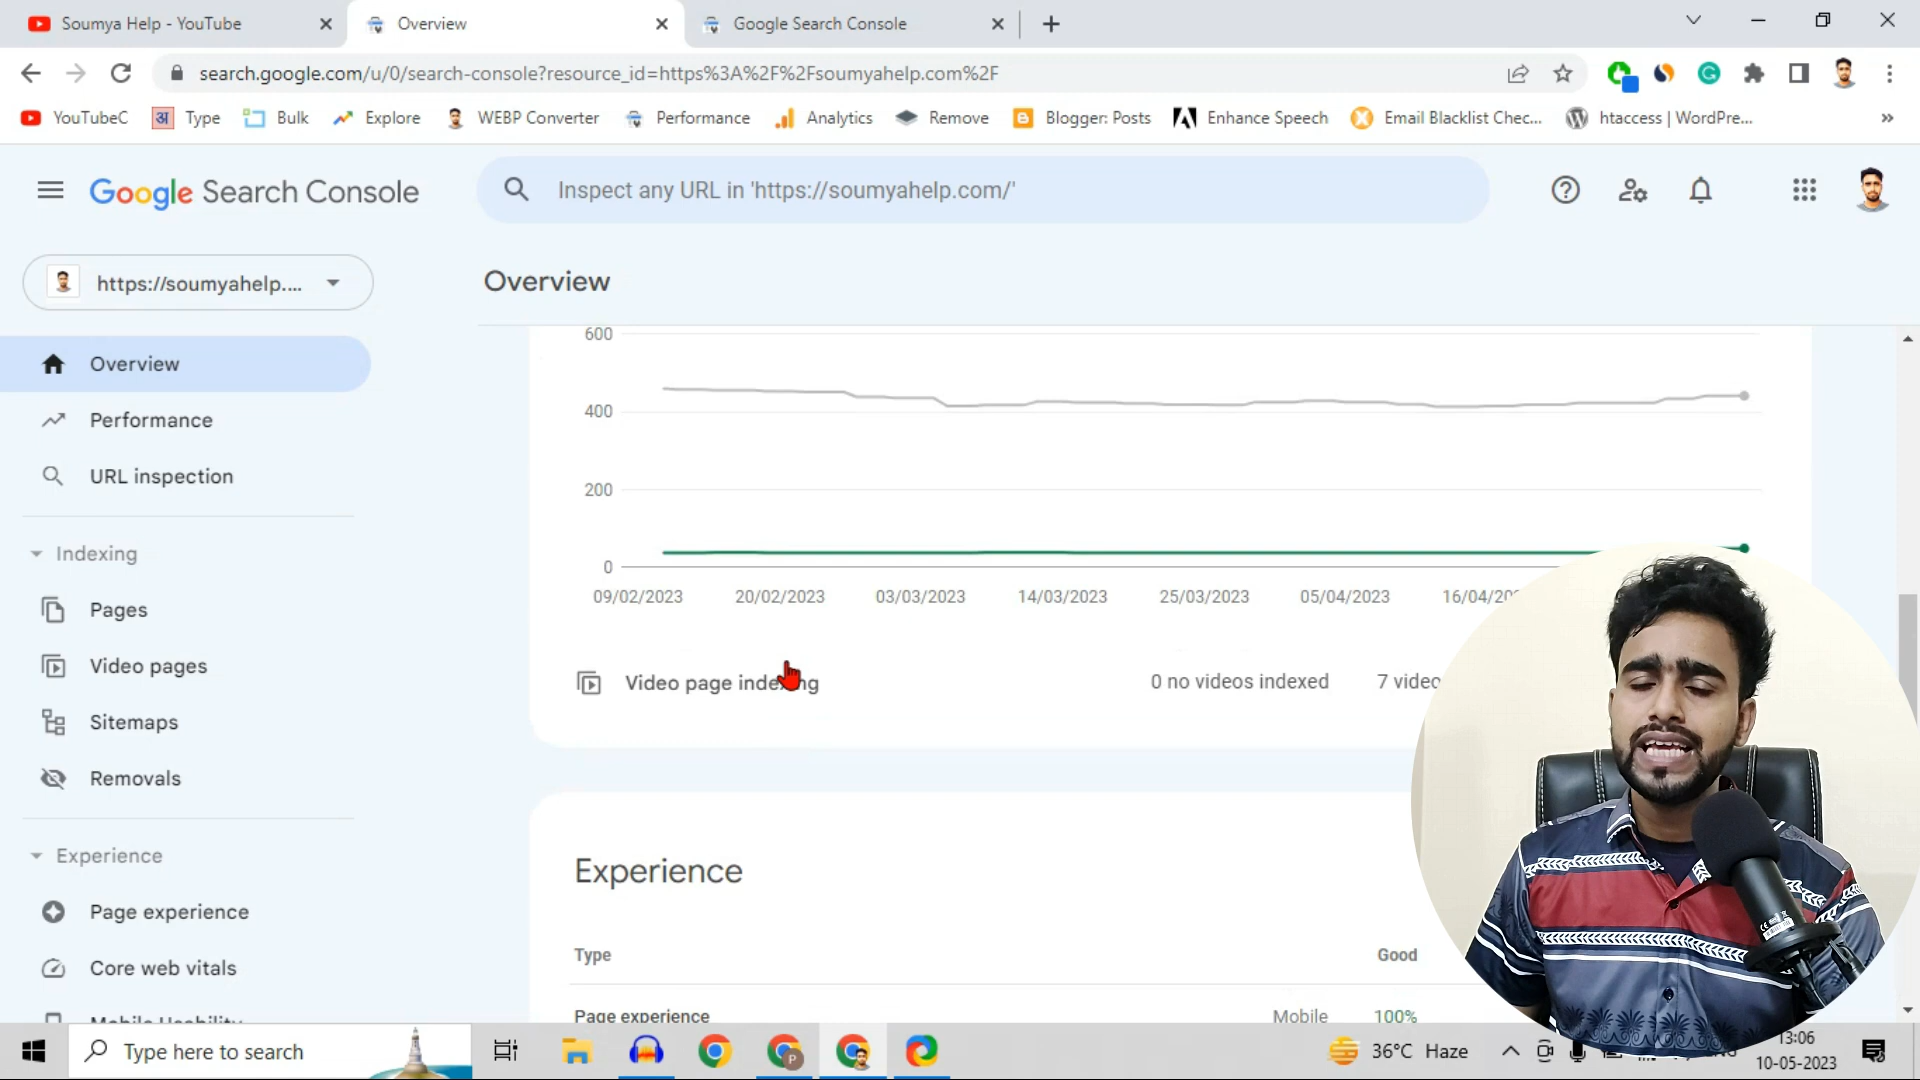 Soumya Help - YouTube
Overview
Google Search Console
search.google.com/u/0/search-console?resource_id=https%3A%2F%2Fsoumyahelp.com%2F
YouTubeC
अ Type
Bulk
Explore
WEBP Converter
Performance
Analytics
Remove
Blogger: Posts
Enhance Speech
Email Blacklist Chec...
htaccess | WordPre...
»
Google Search Console
Inspect any URL in 'https://soumyahelp.com/'
https://soumyahelp....
Overview
Overview
Performance
URL inspection
Indexing
Pages
Video pages
Sitemaps
Removals
Experience
Page experience
Core web vitals
Mobile Usability
600
400
200
0
09/02/2023 20/02/2023 03/03/2023 14/03/2023 25/03/2023 05/04/2023
Video page indexing
0 no videos indexed
7
Experience
Type
Good
Page experience
Mobile
100%
Type here to search
P
36°C Haze
13:06
10-05-2023